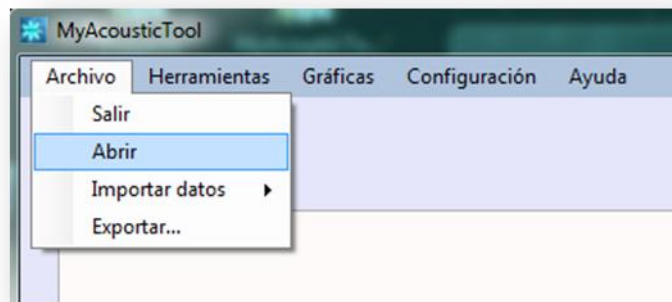 MyAcousticTool
Archivo Herramientas Gráficas Configuración Ayuda
Salir
Abrir
Importar datos
Exportar...